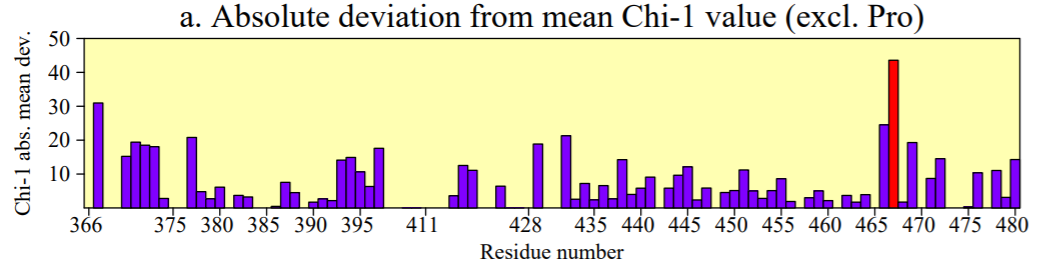 a. Absolute deviation from mean Chi-1 value (excl. Pro)
Chi-1 abs. mean dev.
50
40
30
20
10
366 375 380 385 390 395 411 428 435 440 445 450 455 460 465 470 475 480
Residue number